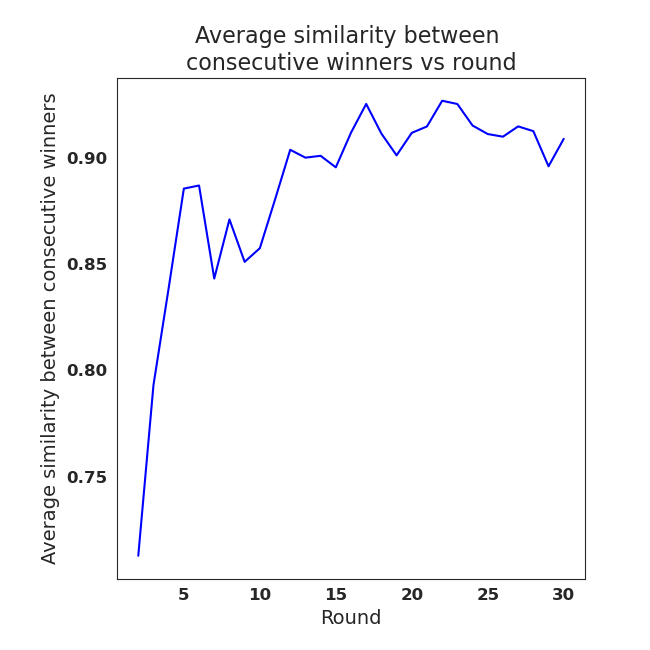 Average similarity between
consecutive winners vs round
Average similarity between consecutive winners
0.90
0.85
0.80
0.75
5 10 15 20 25 30
Round